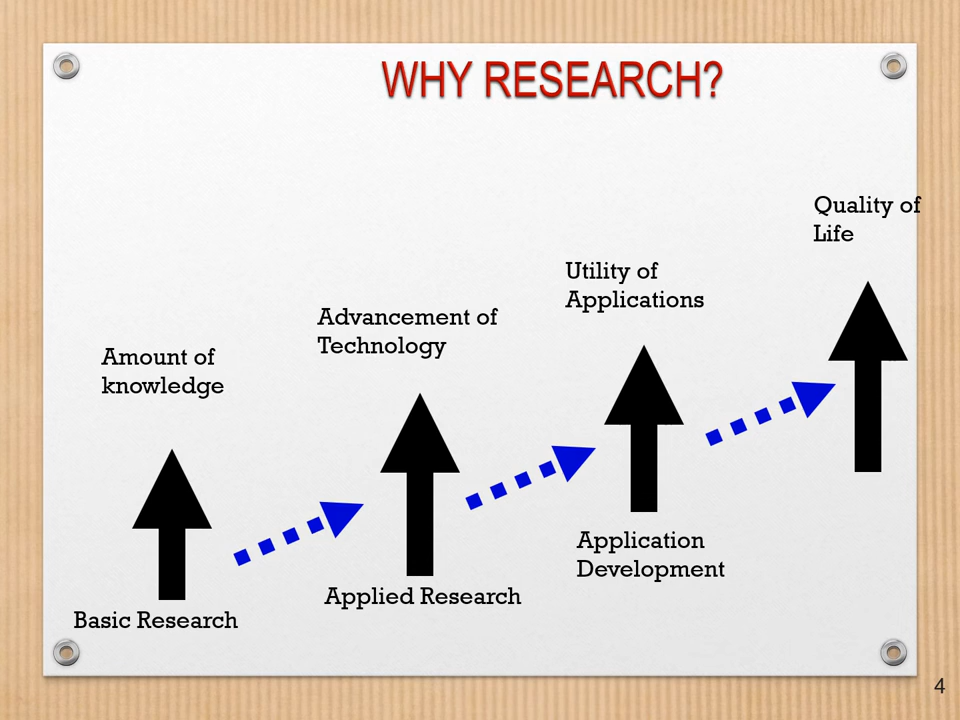 WHY RESEARCH?
Quality of
Life
Utility of
Applications
Advancement of
Technology
Amount of
knowledge
Application
Development
Applied Research
Basic Research
4